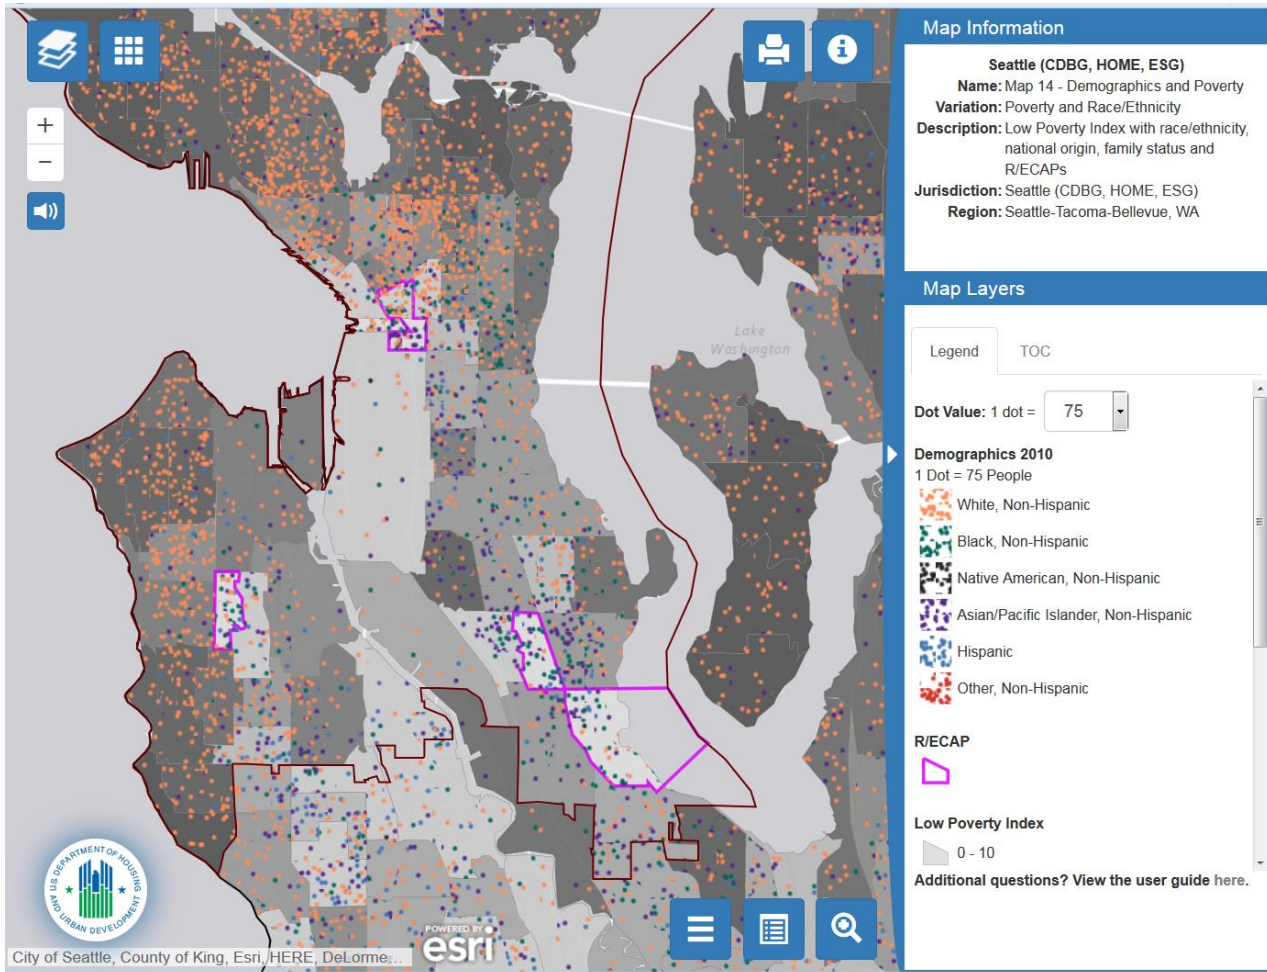 Map Information
Seattle (CDBG, HOME, ESG)
Name: Map 14 - Demographics and Poverty
Variation: Poverty and Race/Ethnicity
Description: Low Poverty Index with race/ethnicity,
national origin, family status and
R/ECAPs
Jurisdiction: Seattle (CDBG, HOME, ESG)
Region: Seattle-Tacoma-Bellevue, WA
Map Layers
Legend
TOC
Dot Value: 1 dot = 75
Demographics 2010
1 Dot = 75 People
White, Non-Hispanic
Black, Non-Hispanic
Native American, Non-Hispanic
Asian/Pacific Islander, Non-Hispanic
Hispanic
Other, Non-Hispanic
R/ECAP
Low Poverty Index
0 - 10
Additional questions? View the user guide here.
+
−
Lake
Washington
U.S. DEPARTMENT OF HOUSING
AND URBAN DEVELOPMENT
POWERED BY
esri
City of Seattle, County of King, Esri, HERE, DeLorme...